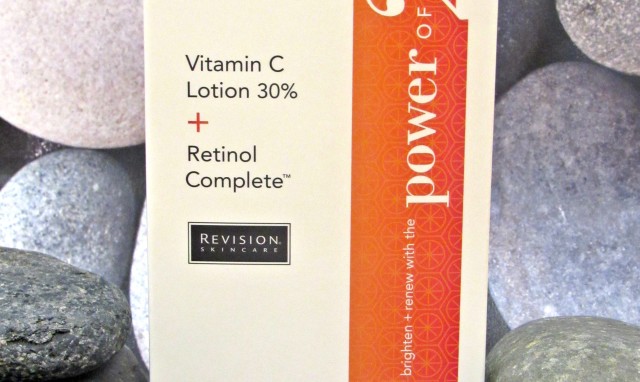 Vitamin C
Lotion 30%
+
Retinol
Complete™
REVISION®
SKINCARE
brighten + renew with the
power OF